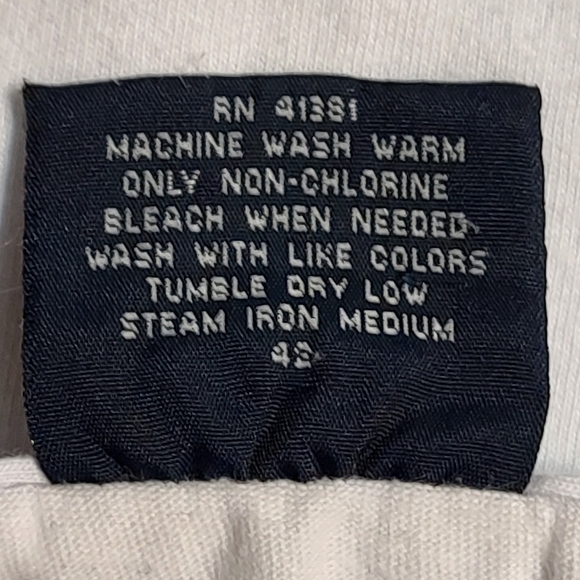 RN 41381
MACHINE WASH WARM
ONLY NON-CHLORINE
BLEACH WHEN NEEDED
WASH WITH LIKE COLORS
TUMBLE DRY LOW
STEAM IRON MEDIUM